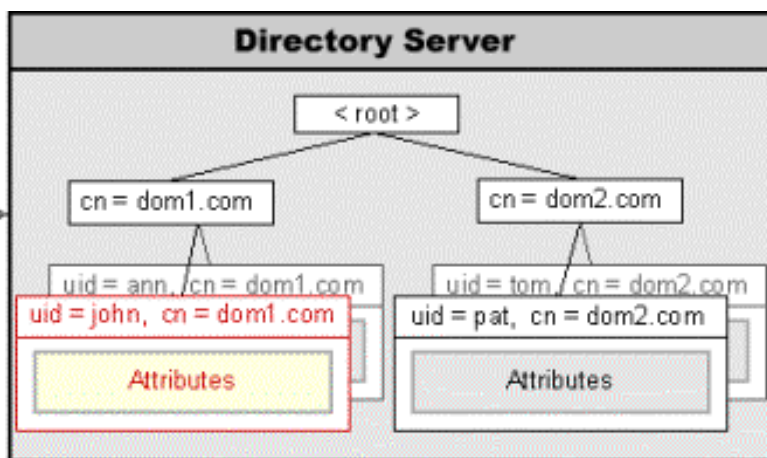 Directory Server
< root >
cn = dom1.com
cn = dom2.com
uid = ann, cn = dom1.com
uid = tom, cn = dom2.com
uid = john, cn = dom1.com
uid = pat, cn = dom2.com
Attributes
Attributes